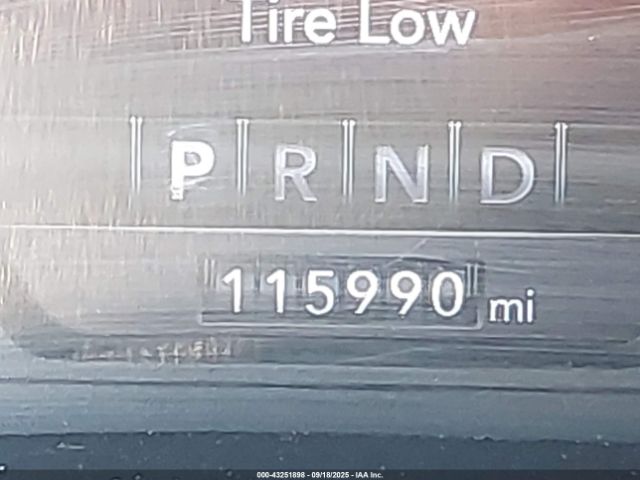 Tire Low
P R N D
115990 mi
000-43251898 - 09/18/2025 - IAA Inc.